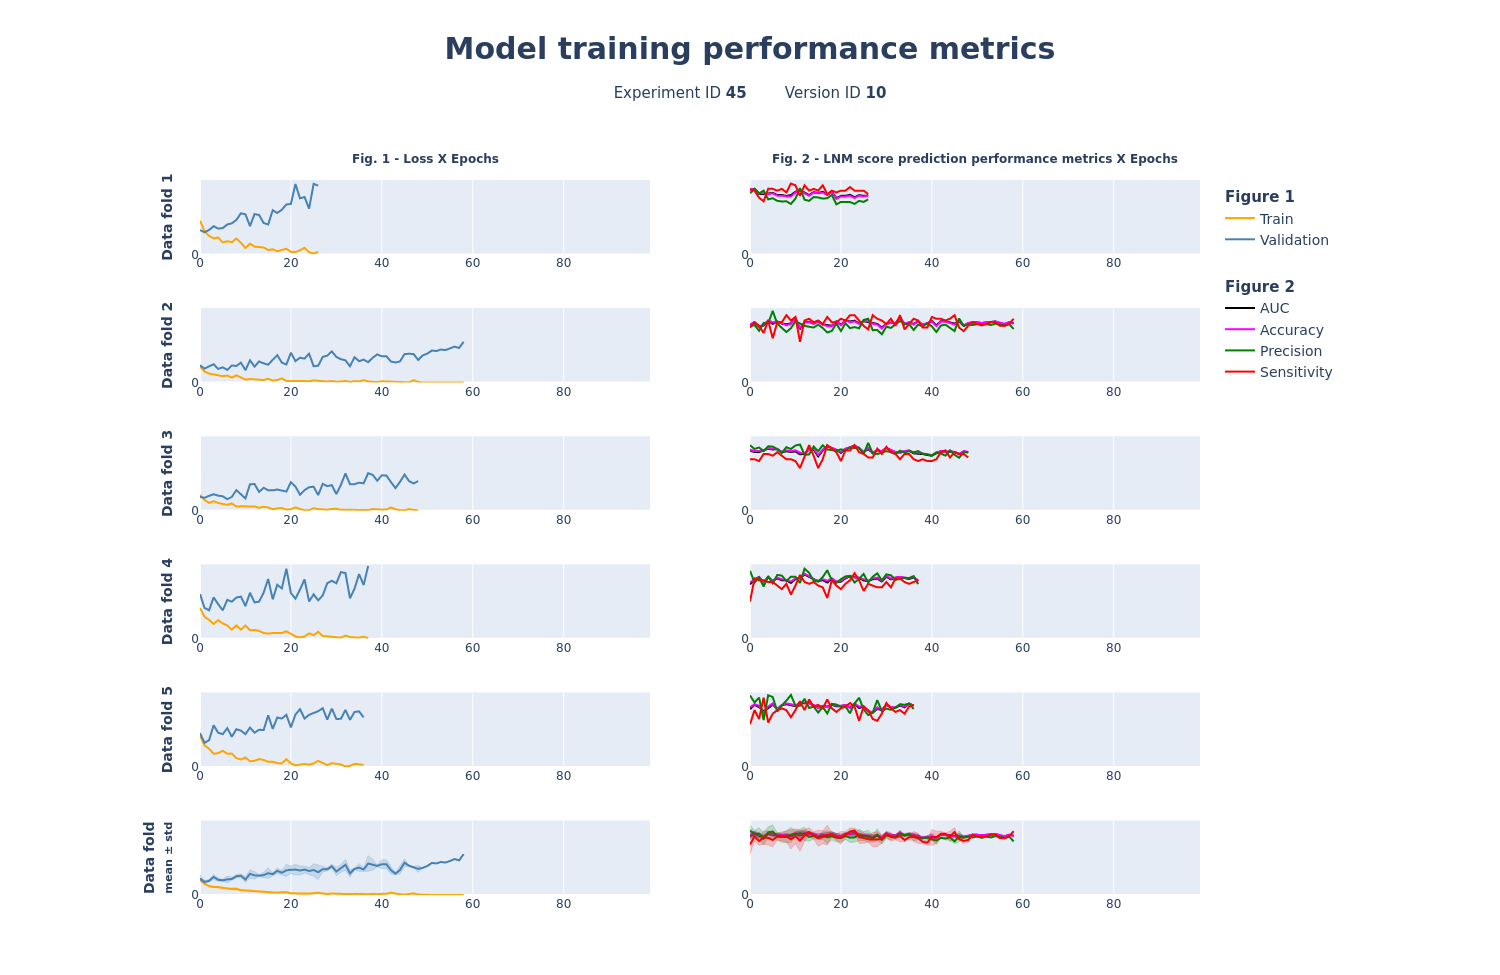 Model training performance metrics
Experiment ID 45 Version ID 10
Fig. 1 - Loss X Epochs
Fig. 2 - LNM score prediction performance metrics X Epochs
Data fold 1
0
0 20 40 60 80
0
0 20 40 60 80
Figure 1
Train
Validation
Figure 2
AUC
Accuracy
Precision
Sensitivity
Data fold 2
0
0 20 40 60 80
0
0 20 40 60 80
Data fold 3
0
0 20 40 60 80
0
0 20 40 60 80
Data fold 4
0
0 20 40 60 80
0
0 20 40 60 80
Data fold 5
0
0 20 40 60 80
0
0 20 40 60 80
Data fold
mean ± std
0
0 20 40 60 80
0
0 20 40 60 80